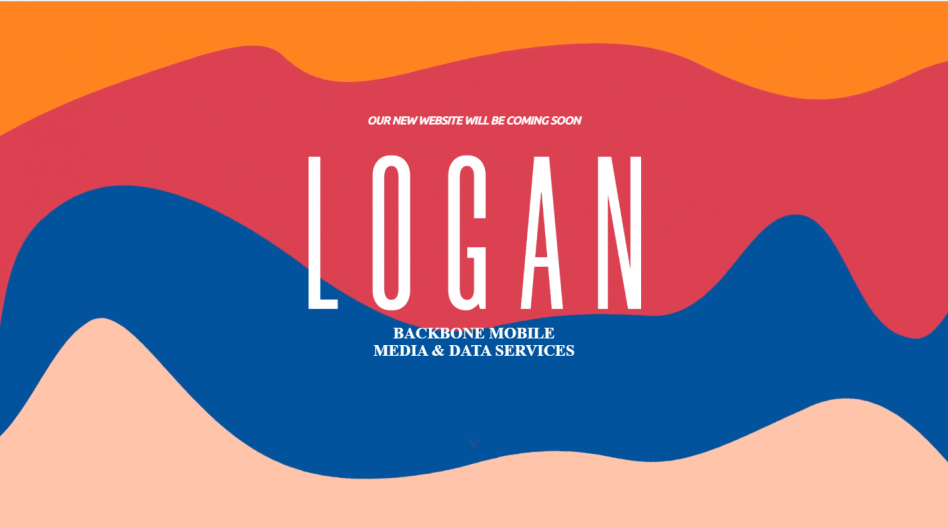 OUR NEW WEBSITE WILL BE COMING SOON
LOGAN
BACKBONE MOBILE
MEDIA & DATA SERVICES